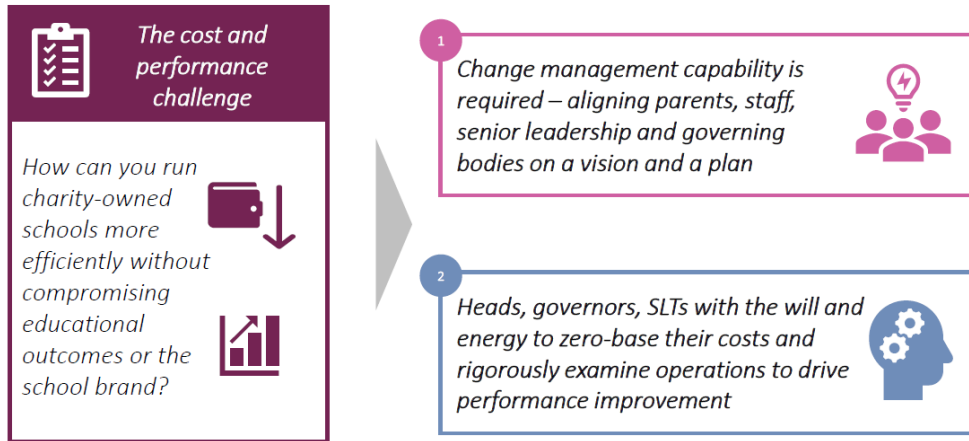 The cost and
performance
challenge
How can you run
charity-owned
schools more
efficiently without
compromising
educational
outcomes or the
school brand?
1
Change management capability is
required – aligning parents, staff,
senior leadership and governing
bodies on a vision and a plan
2
Heads, governors, SLTs with the will and
energy to zero-base their costs and
rigorously examine operations to drive
performance improvement